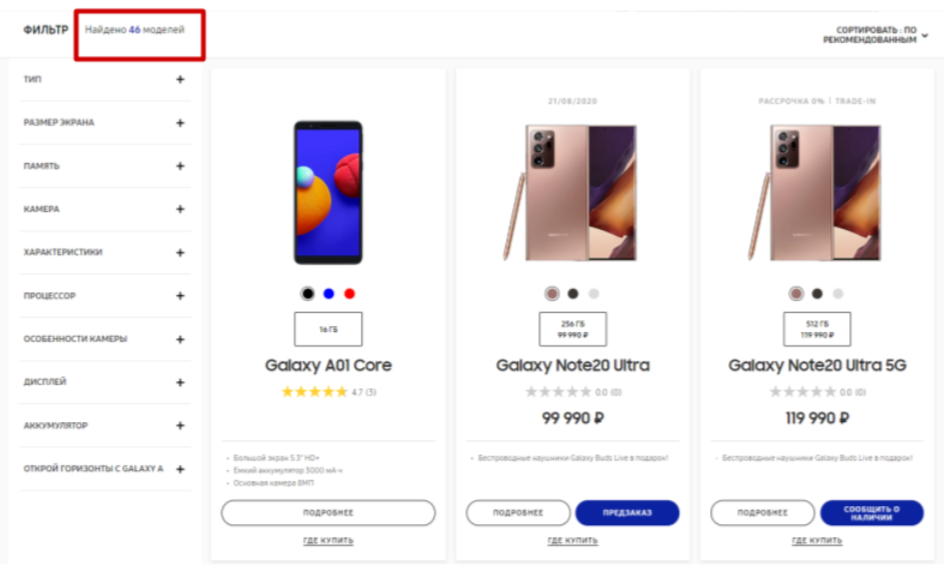 ФИЛЬТР
Найдено 46 моделей
СОРТИРОВАТЬ : ПО
РЕКОМЕНДОВАННЫМ
ТИП
РАЗМЕР ЭКРАНА
ПАМЯТЬ
КАМЕРА
ХАРАКТЕРИСТИКИ
ПРОЦЕССОР
ОСОБЕННОСТИ КАМЕРЫ
ДИСПЛЕЙ
АККУМУЛЯТОР
ОТКРОЙ ГОРИЗОНТЫ С GALAXY A
16 ГБ
Galaxy A01 Core
4.7 (3)
• Большой экран 5.3" HD+
• Емкий аккумулятор 3000 мА·ч
• Основная камера 8МП
ПОДРОБНЕЕ
ГДЕ КУПИТЬ
21/08/2020
256 ГБ
99 990 ₽
Galaxy Note20 Ultra
0.0 (0)
99 990 ₽
• Беспроводные наушники Galaxy Buds Live в подарок!
ПОДРОБНЕЕ
ПРЕДЗАКАЗ
ГДЕ КУПИТЬ
РАССРОЧКА 0% | TRADE-IN
512 ГБ
119 990 ₽
Galaxy Note20 Ultra 5G
0.0 (0)
119 990 ₽
• Беспроводные наушники Galaxy Buds Live в подарок!
ПОДРОБНЕЕ
СООБЩИТЬ О
НАЛИЧИИ
ГДЕ КУПИТЬ